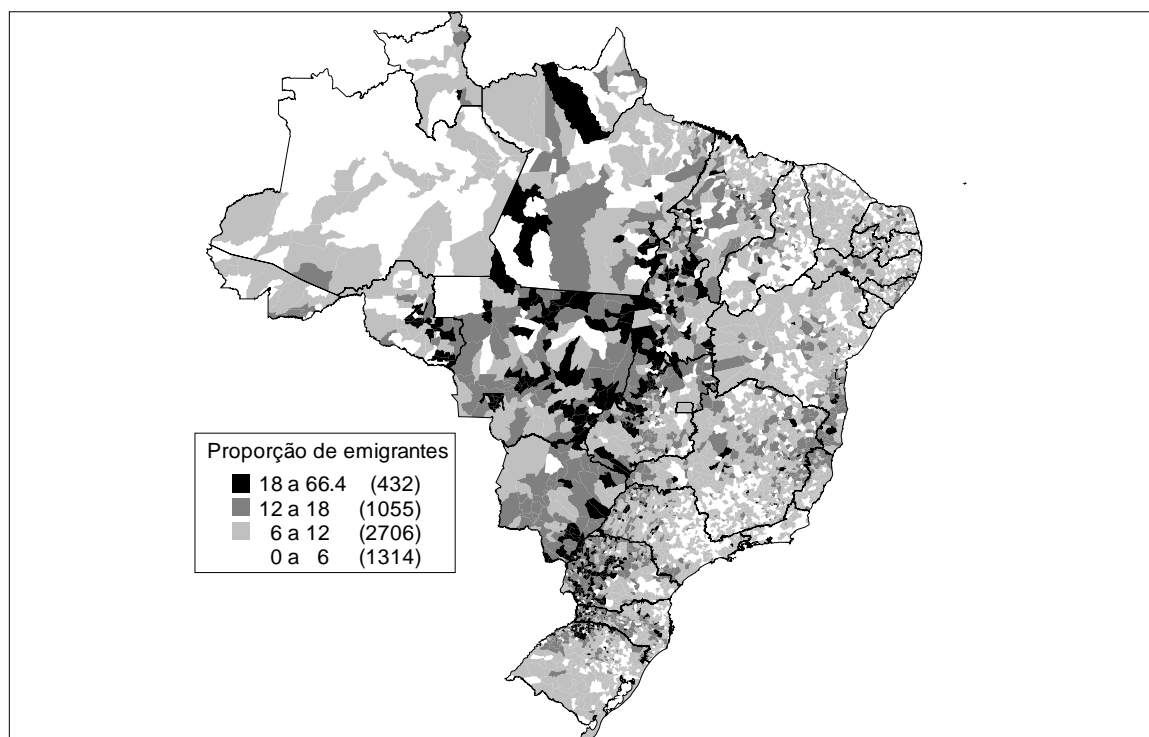 Proporção de emigrantes
18 a 66.4 (432)
12 a 18 (1055)
6 a 12 (2706)
0 a 6 (1314)